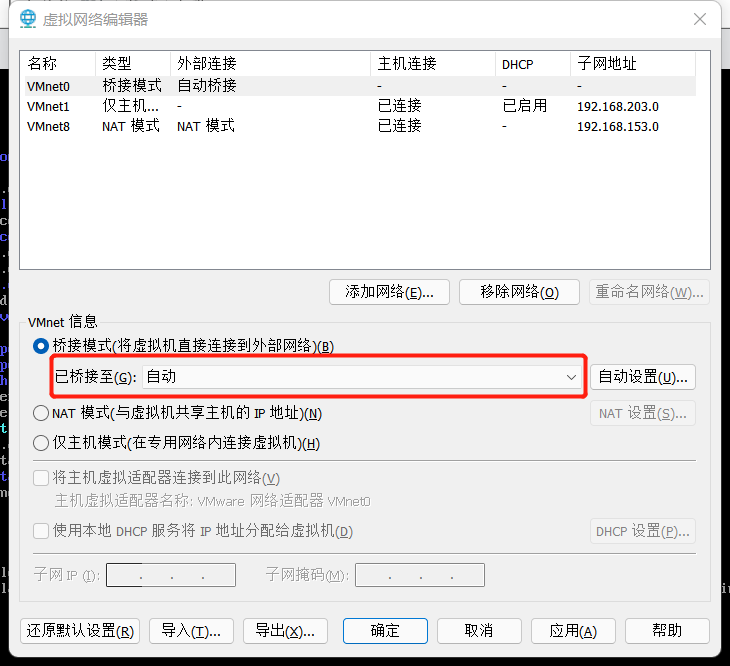 虚拟网络编辑器
名称 类型 外部连接 主机连接 DHCP 子网地址
VMnet0 桥接模式 自动桥接 - - -
VMnet1 仅主机... - 已连接 已启用 192.168.203.0
VMnet8 NAT 模式 NAT 模式 已连接 - 192.168.153.0
添加网络(E)... 移除网络(O) 重命名网络(W)...
VMnet 信息
桥接模式(将虚拟机直接连接到外部网络)(B)
已桥接至(G): 自动 自动设置(U)...
NAT 模式(与虚拟机共享主机的 IP 地址)(N) NAT 设置(S)...
仅主机模式(在专用网络内连接虚拟机)(H)
将主机虚拟适配器连接到此网络(V)
主机虚拟适配器名称: VMware 网络适配器 VMnet0
使用本地 DHCP 服务将 IP 地址分配给虚拟机(D) DHCP 设置(P)...
子网 IP (I): . . . 子网掩码(M): . . .
还原默认设置(R) 导入(T)... 导出(X)... 确定 取消 应用(A) 帮助